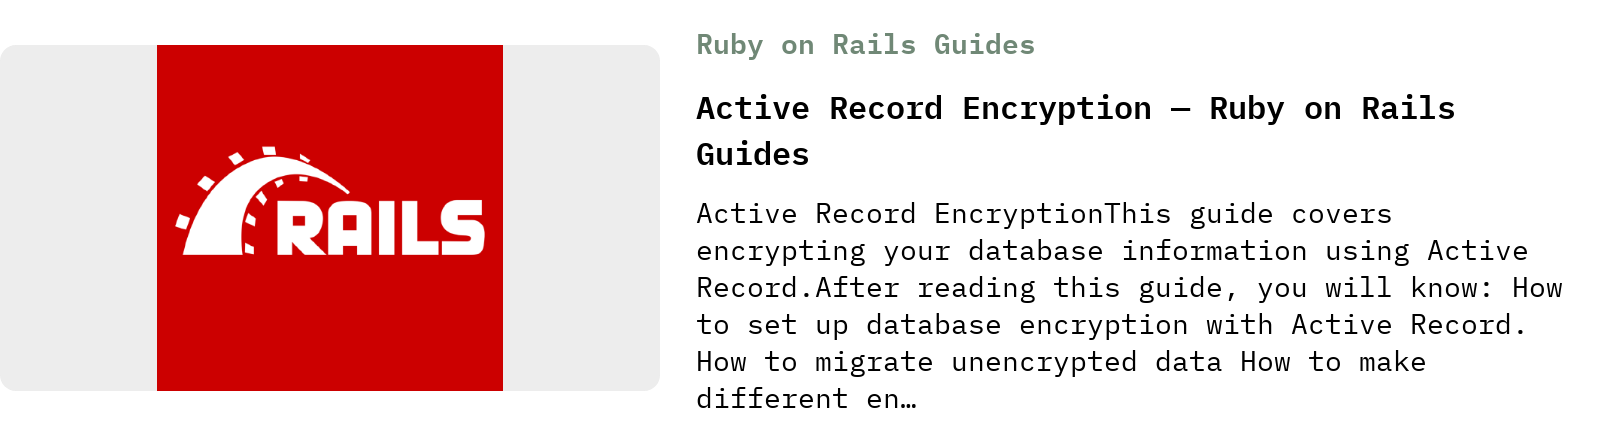 RAILS
Ruby on Rails Guides
Active Record Encryption — Ruby on Rails
Guides
Active Record EncryptionThis guide covers
encrypting your database information using Active
Record.After reading this guide, you will know: How
to set up database encryption with Active Record.
How to migrate unencrypted data How to make
different en…